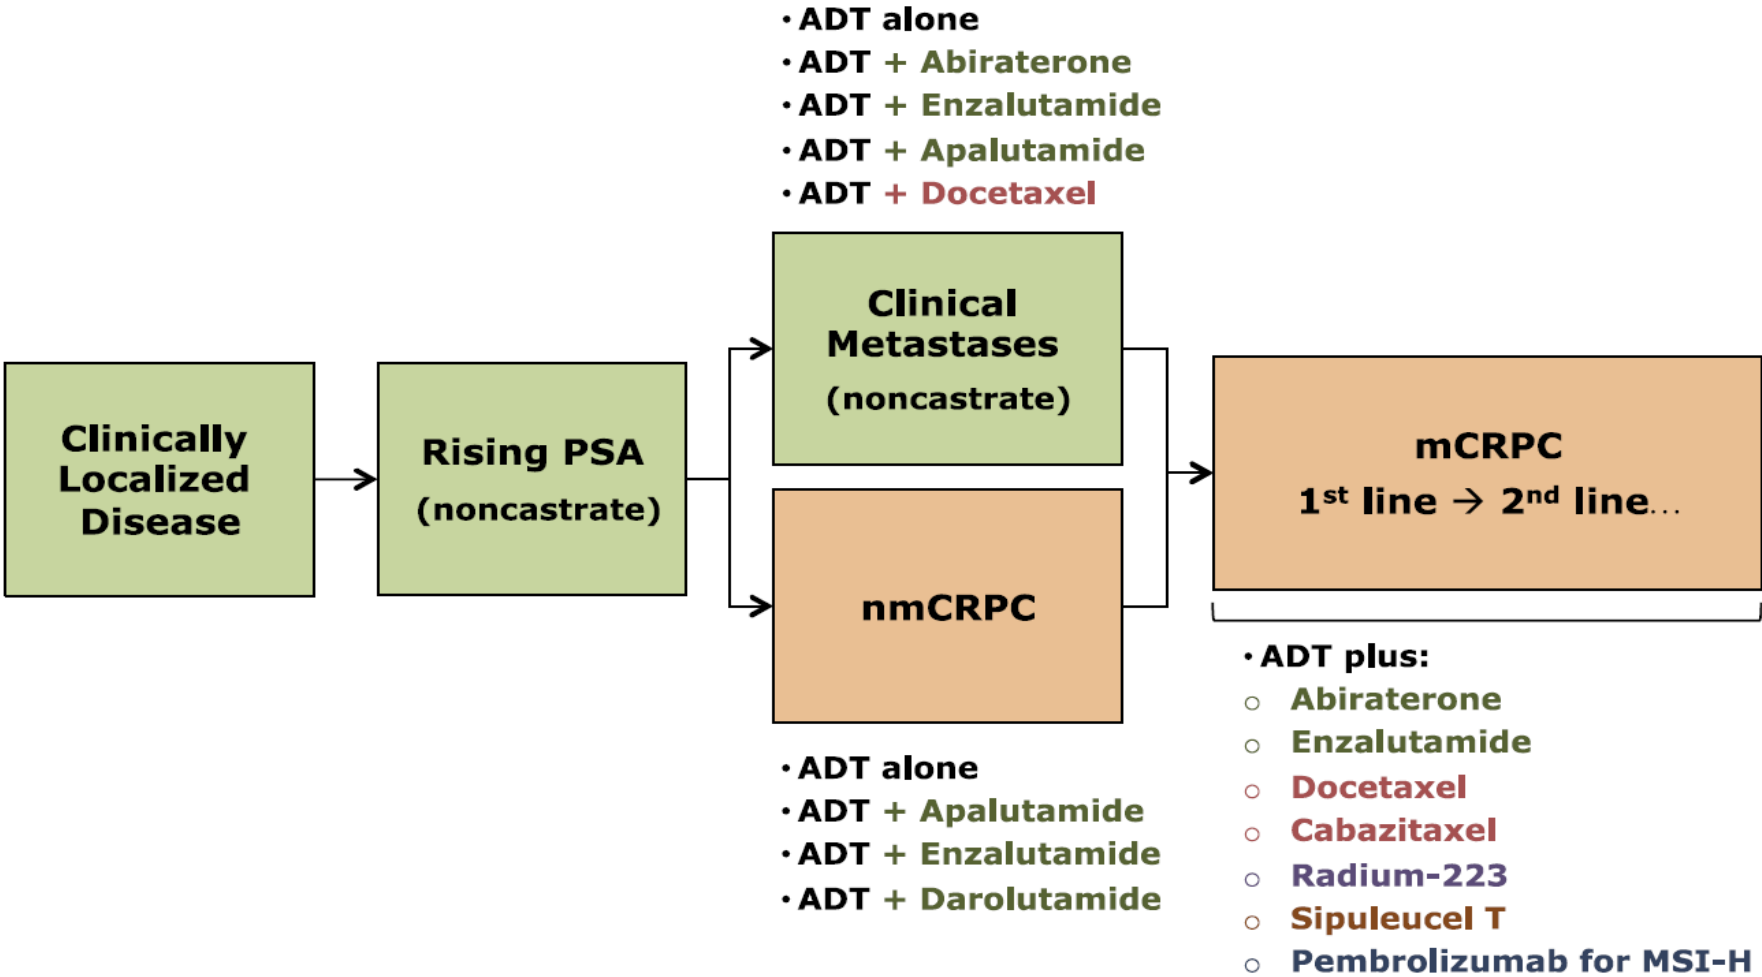 · ADT alone
· ADT + Abiraterone
· ADT + Enzalutamide
· ADT + Apalutamide
· ADT + Docetaxel
Clinically
Localized
Disease
Rising PSA
(noncastrate)
Clinical
Metastases
(noncastrate)
nmCRPC
· ADT alone
· ADT + Apalutamide
· ADT + Enzalutamide
· ADT + Darolutamide
mCRPC
1st line → 2nd line...
· ADT plus:
○ Abiraterone
○ Enzalutamide
○ Docetaxel
○ Cabazitaxel
○ Radium-223
○ Sipuleucel T
○ Pembrolizumab for MSI-H